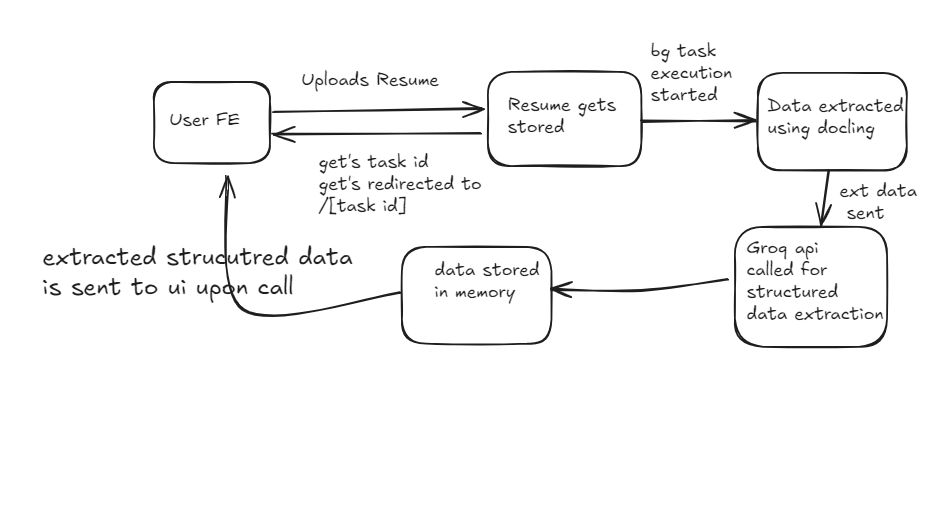 Uploads Resume
User FE
get's task id
get's redirected to
/[task id]
Resume gets
stored
bg task
execution
started
Data extracted
using docling
ext data
sent
Groq api
called for
structured
data extraction
data stored
in memory
extracted strucutred data
is sent to ui upon call